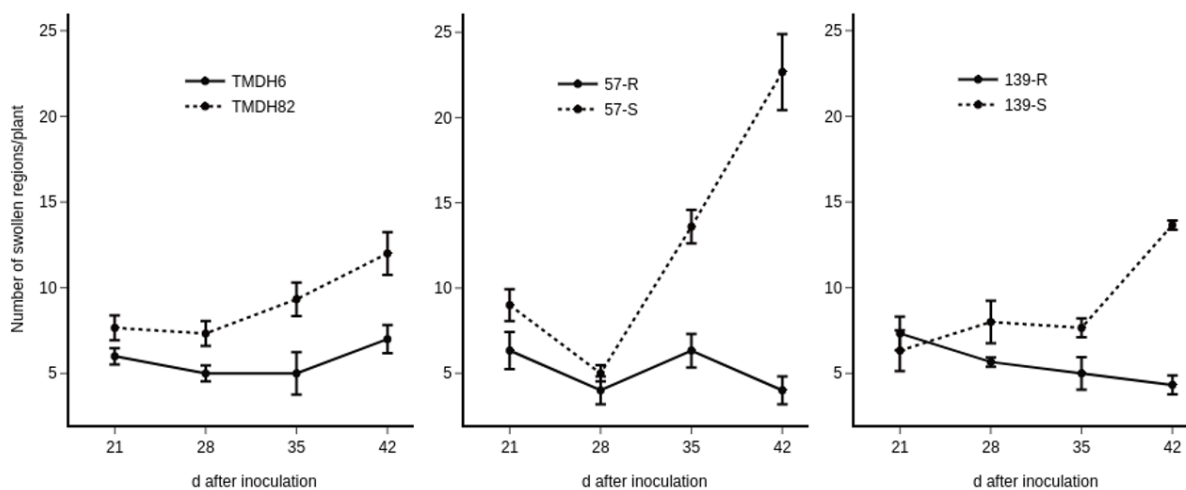 Number of swollen regions/plant
25
20
15
10
5
TMDH6
TMDH82
21 28 35 42
d after inoculation
25
20
15
10
5
57-R
57-S
21 28 35 42
d after inoculation
25
20
15
10
5
139-R
139-S
21 28 35 42
d after inoculation